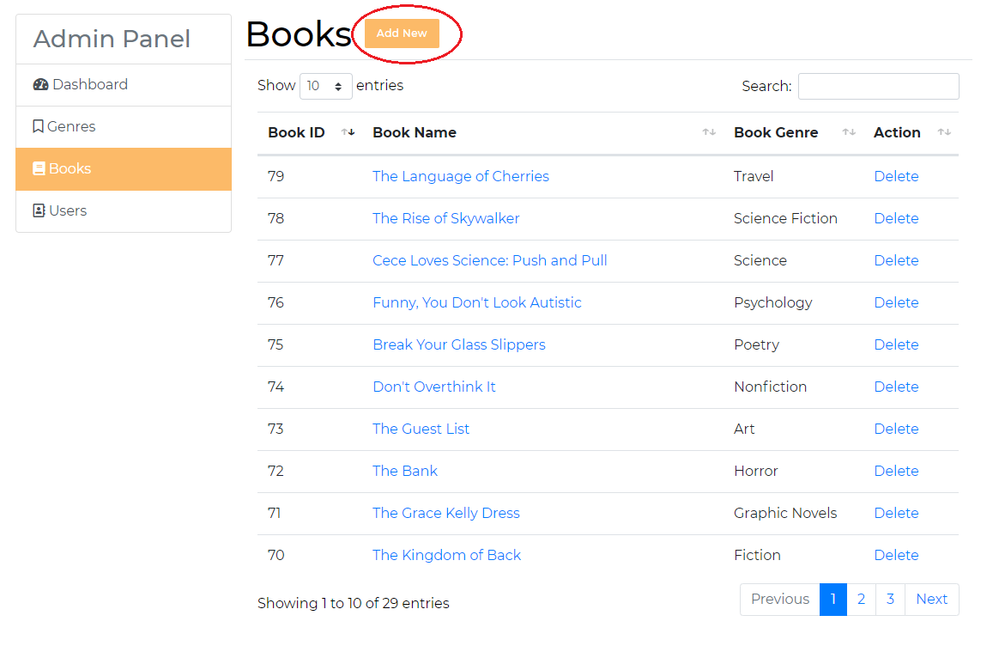 Admin Panel
Dashboard
Genres
Books
Users
Books Add New
Show 10 entries Search:
Book ID Book Name Book Genre Action
79 The Language of Cherries Travel Delete
78 The Rise of Skywalker Science Fiction Delete
77 Cece Loves Science: Push and Pull Science Delete
76 Funny, You Don't Look Autistic Psychology Delete
75 Break Your Glass Slippers Poetry Delete
74 Don't Overthink It Nonfiction Delete
73 The Guest List Art Delete
72 The Bank Horror Delete
71 The Grace Kelly Dress Graphic Novels Delete
70 The Kingdom of Back Fiction Delete
Showing 1 to 10 of 29 entries Previous 1 2 3 Next